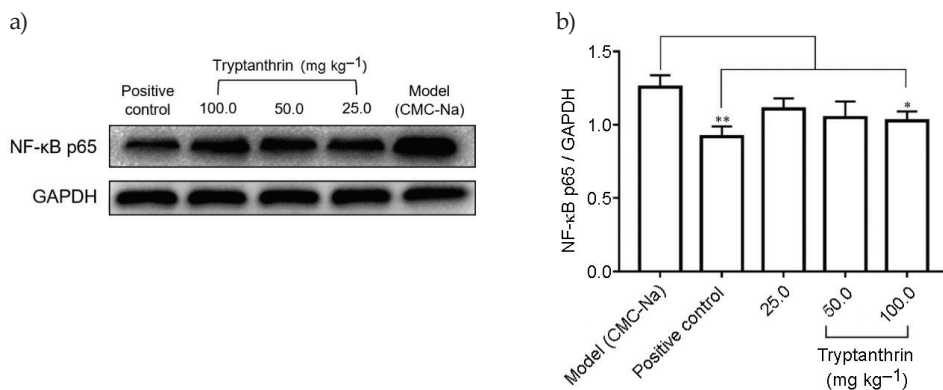 a)
Tryptanthrin (mg kg⁻¹)
Positive
control
100.0
50.0
25.0
Model
(CMC-Na)
NF-κB p65
GAPDH
b)
NF-κB p65 / GAPDH
1.5
1.0
0.5
0.0
**
*
Model (CMC-Na)
Positive control
25.0
50.0
100.0
Tryptanthrin
(mg kg⁻¹)